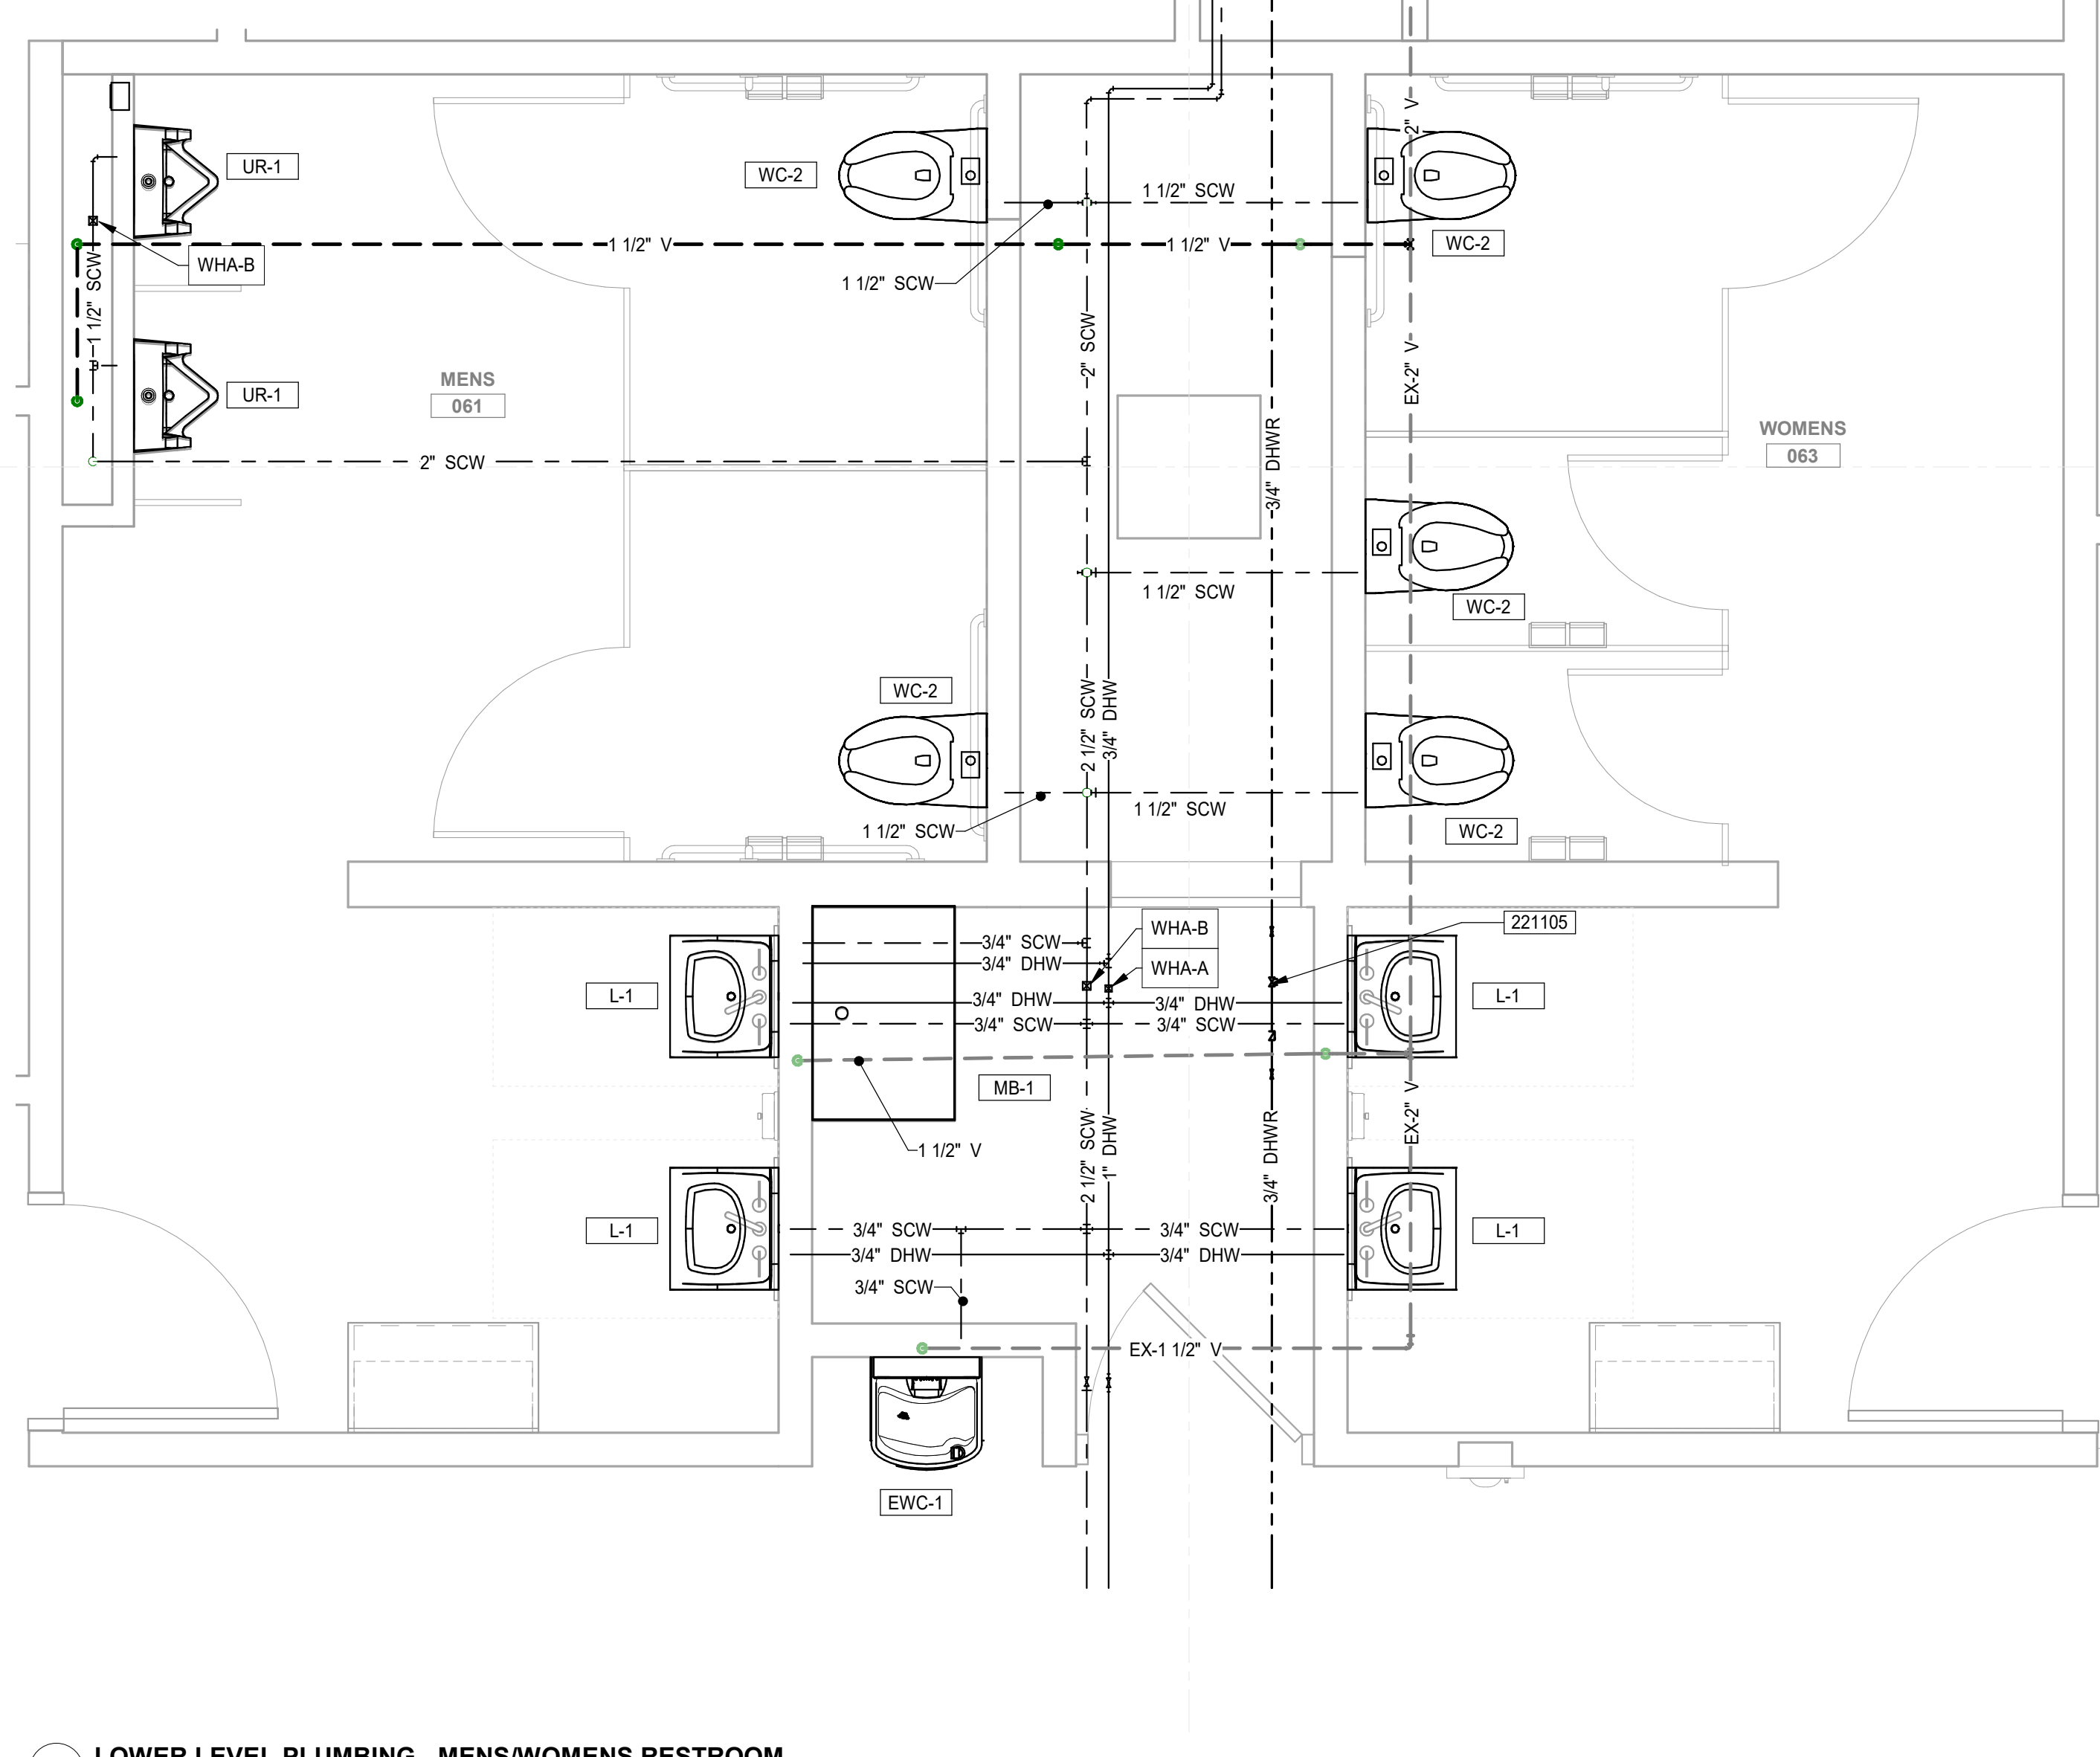 2" V
UR-1
WC-2
1 1/2" SCW
WHA-B
1 1/2" V
1 1/2" V
WC-2
1 1/2" SCW
1 1/2" SCW
2" SCW
EX-2" V
MENS
061
UR-1
WOMENS
063
2" SCW
3/4" DHWR
1 1/2" SCW
WC-2
WC-2
2 1/2" SCW
3/4" DHW
1 1/2" SCW
1 1/2" SCW
WC-2
WHA-B
221105
3/4" SCW
3/4" DHW
WHA-A
L-1
3/4" DHW
3/4" DHW
L-1
3/4" SCW
3/4" SCW
MB-1
EX-2" V
1 1/2" V
2 1/2" SCW
1" DHW
3/4" DHWR
L-1
3/4" SCW
3/4" SCW
L-1
3/4" DHW
3/4" DHW
3/4" SCW
EX-1 1/2" V
EWC-1
LOWER LEVEL PLUMBING - MENS/WOMENS RESTROOM